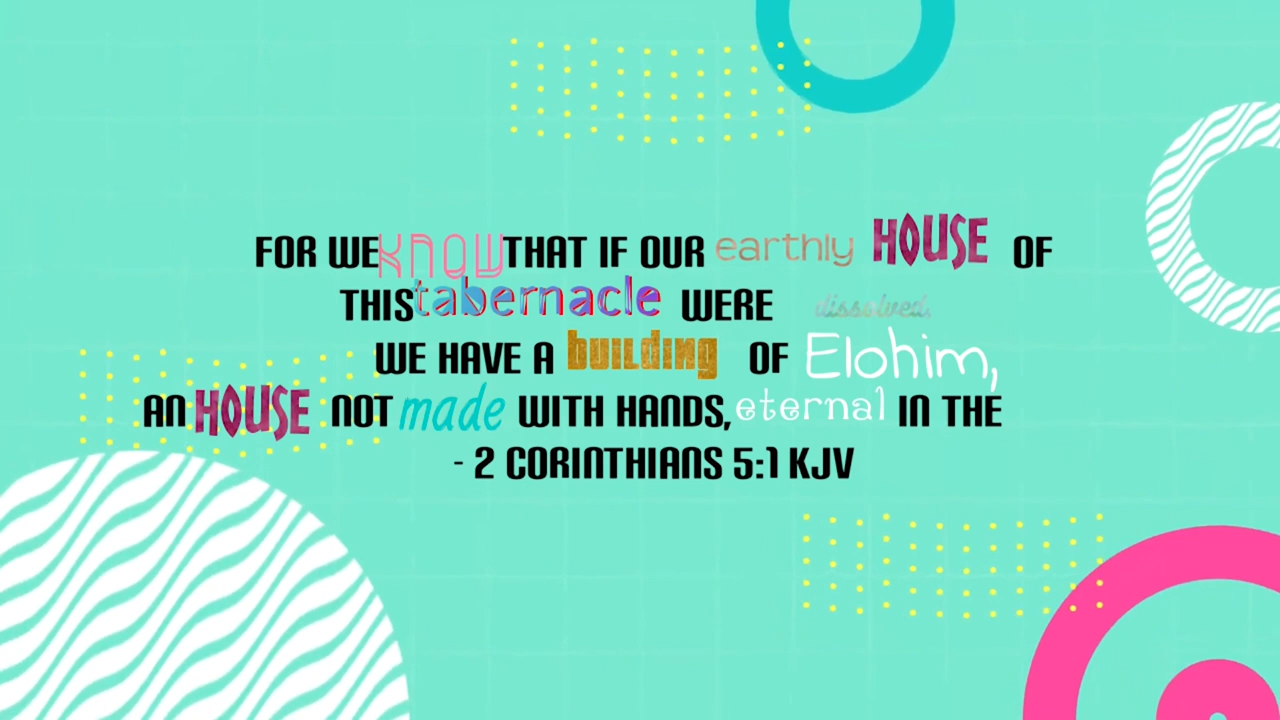 FOR WE KNOW THAT IF OUR earthly HOUSE OF
THIS tabernacle WERE dissolved,
WE HAVE A building OF Elohim,
AN HOUSE NOT made WITH HANDS, eternal IN THE
- 2 CORINTHIANS 5:1 KJV